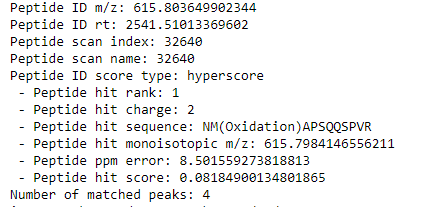 Peptide ID m/z: 615.803649902344
Peptide ID rt: 2541.51013369602
Peptide scan index: 32640
Peptide scan name: 32640
Peptide ID score type: hyperscore
- Peptide hit rank: 1
- Peptide hit charge: 2
- Peptide hit sequence: NM(Oxidation)APSQQSPVR
- Peptide hit monoisotopic m/z: 615.7984146556211
- Peptide ppm error: 8.501559273818813
- Peptide hit score: 0.08184900134801865
Number of matched peaks: 4